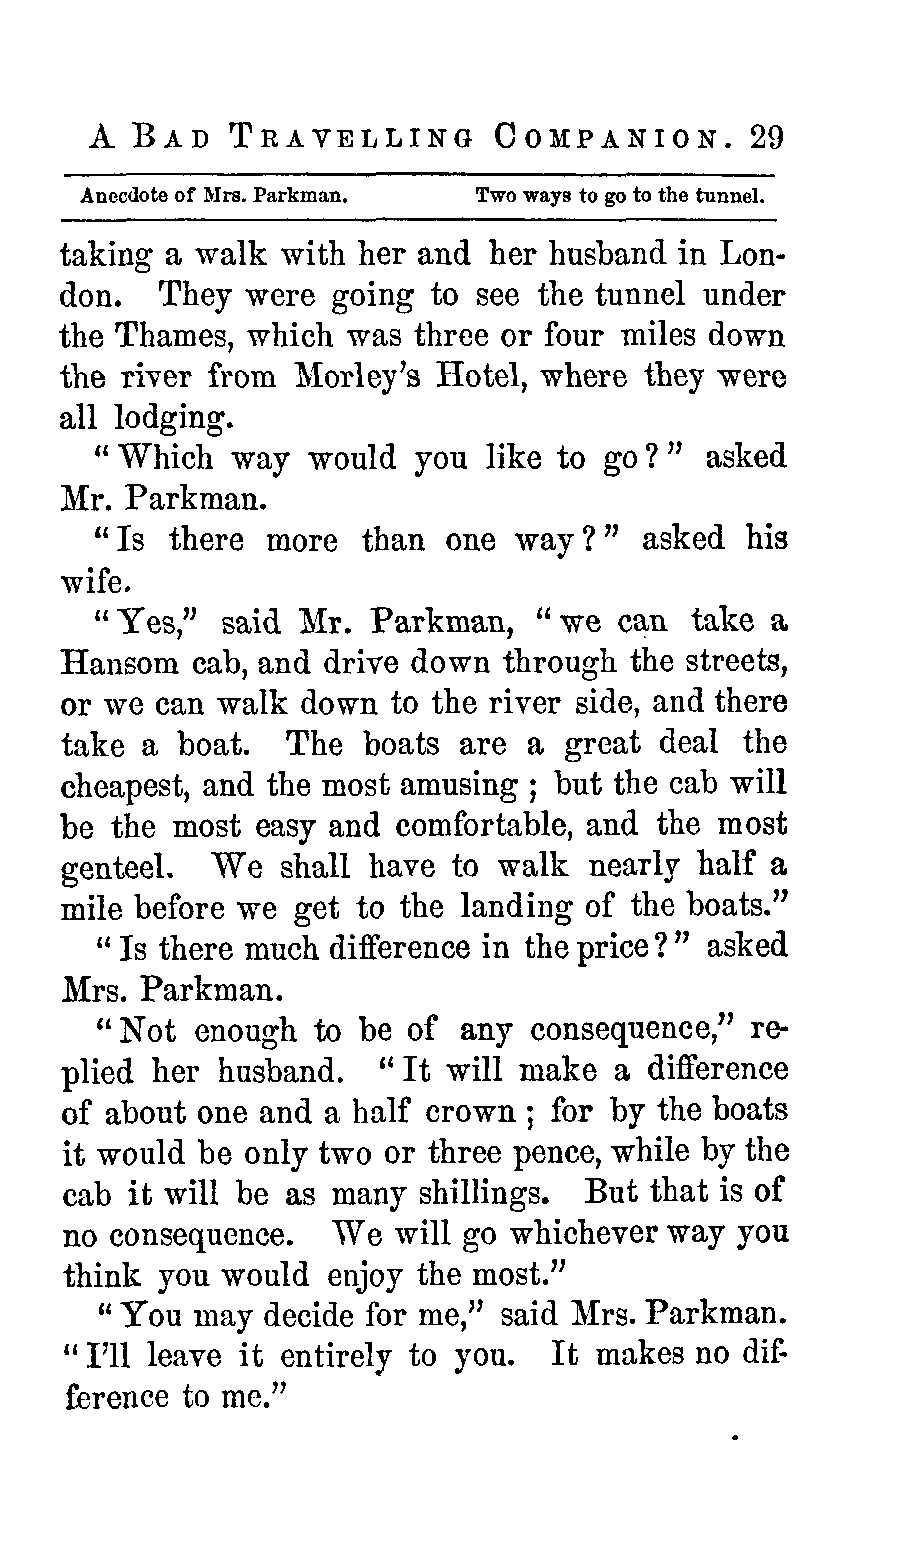 A BAD TRAVELLING COMPANION. 29
Anecdote of Mrs. Parkman. Two ways to go to the tunnel.
taking a walk with her and her husband in Lon-
don. They were going to see the tunnel under
the Thames, which was three or four miles down
the river from Morley's Hotel, where they were
all lodging.
"Which way would you like to go?" asked
Mr. Parkman.
"Is there more than one way?" asked his
wife.
"Yes," said Mr. Parkman, "we can take a
Hansom cab, and drive down through the streets,
or we can walk down to the river side, and there
take a boat. The boats are a great deal the
cheapest, and the most amusing; but the cab will
be the most easy and comfortable, and the most
genteel. We shall have to walk nearly half a
mile before we get to the landing of the boats."
"Is there much difference in the price?" asked
Mrs. Parkman.
"Not enough to be of any consequence," re-
plied her husband. "It will make a difference
of about one and a half crown; for by the boats
it would be only two or three pence, while by the
cab it will be as many shillings. But that is of
no consequence. We will go whichever way you
think you would enjoy the most."
"You may decide for me," said Mrs. Parkman.
"I'll leave it entirely to you. It makes no dif-
ference to me."